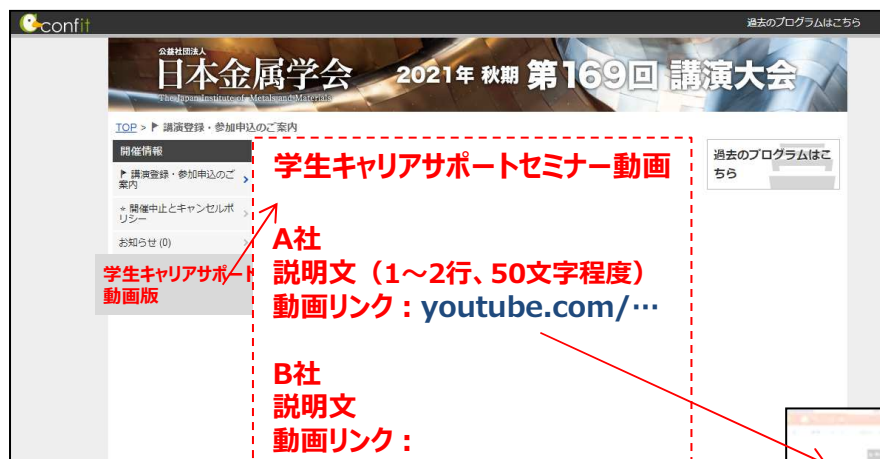 confit
過去のプログラムはこちら
公益社団法人
日本金属学会
The Japan Institute of Metals and Materials
2021年 秋期 第169回 講演大会
TOP > 講演登録・参加申込のご案内
開催情報
講演登録・参加申込のご
案内
* 開催中止とキャンセルポ
リシー
お知らせ (0)
学生キャリアサポート
動画版
学生キャリアサポートセミナー動画
A社
説明文（1～2行、50文字程度）
動画リンク：youtube.com/…
B社
説明文
動画リンク：
過去のプログラムはこ
ちら